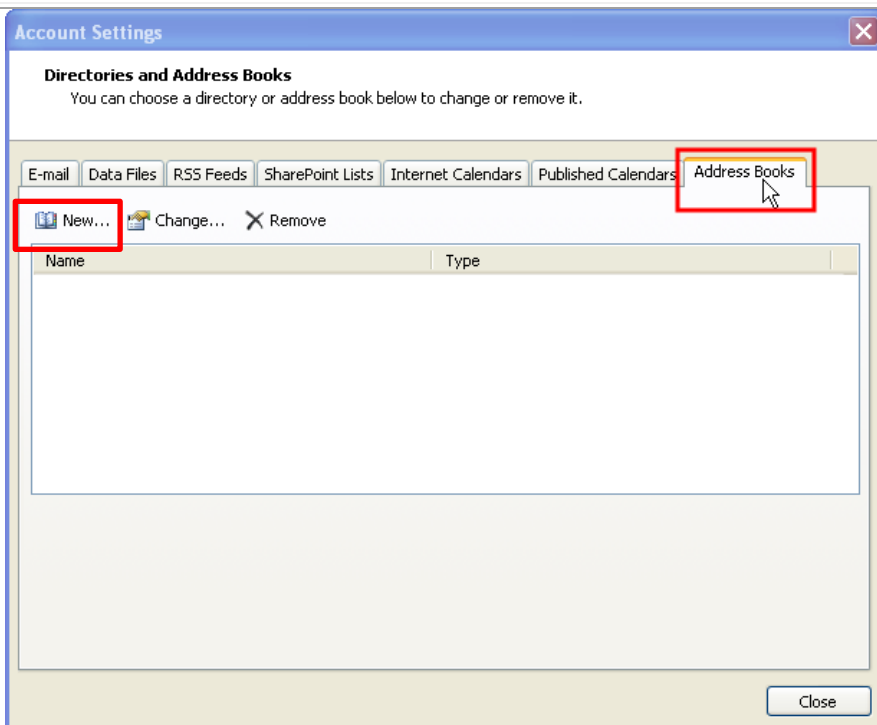 Account Settings
Directories and Address Books
You can choose a directory or address book below to change or remove it.
E-mail Data Files RSS Feeds SharePoint Lists Internet Calendars Published Calendars Address Books
New... Change... Remove
Name Type
Close